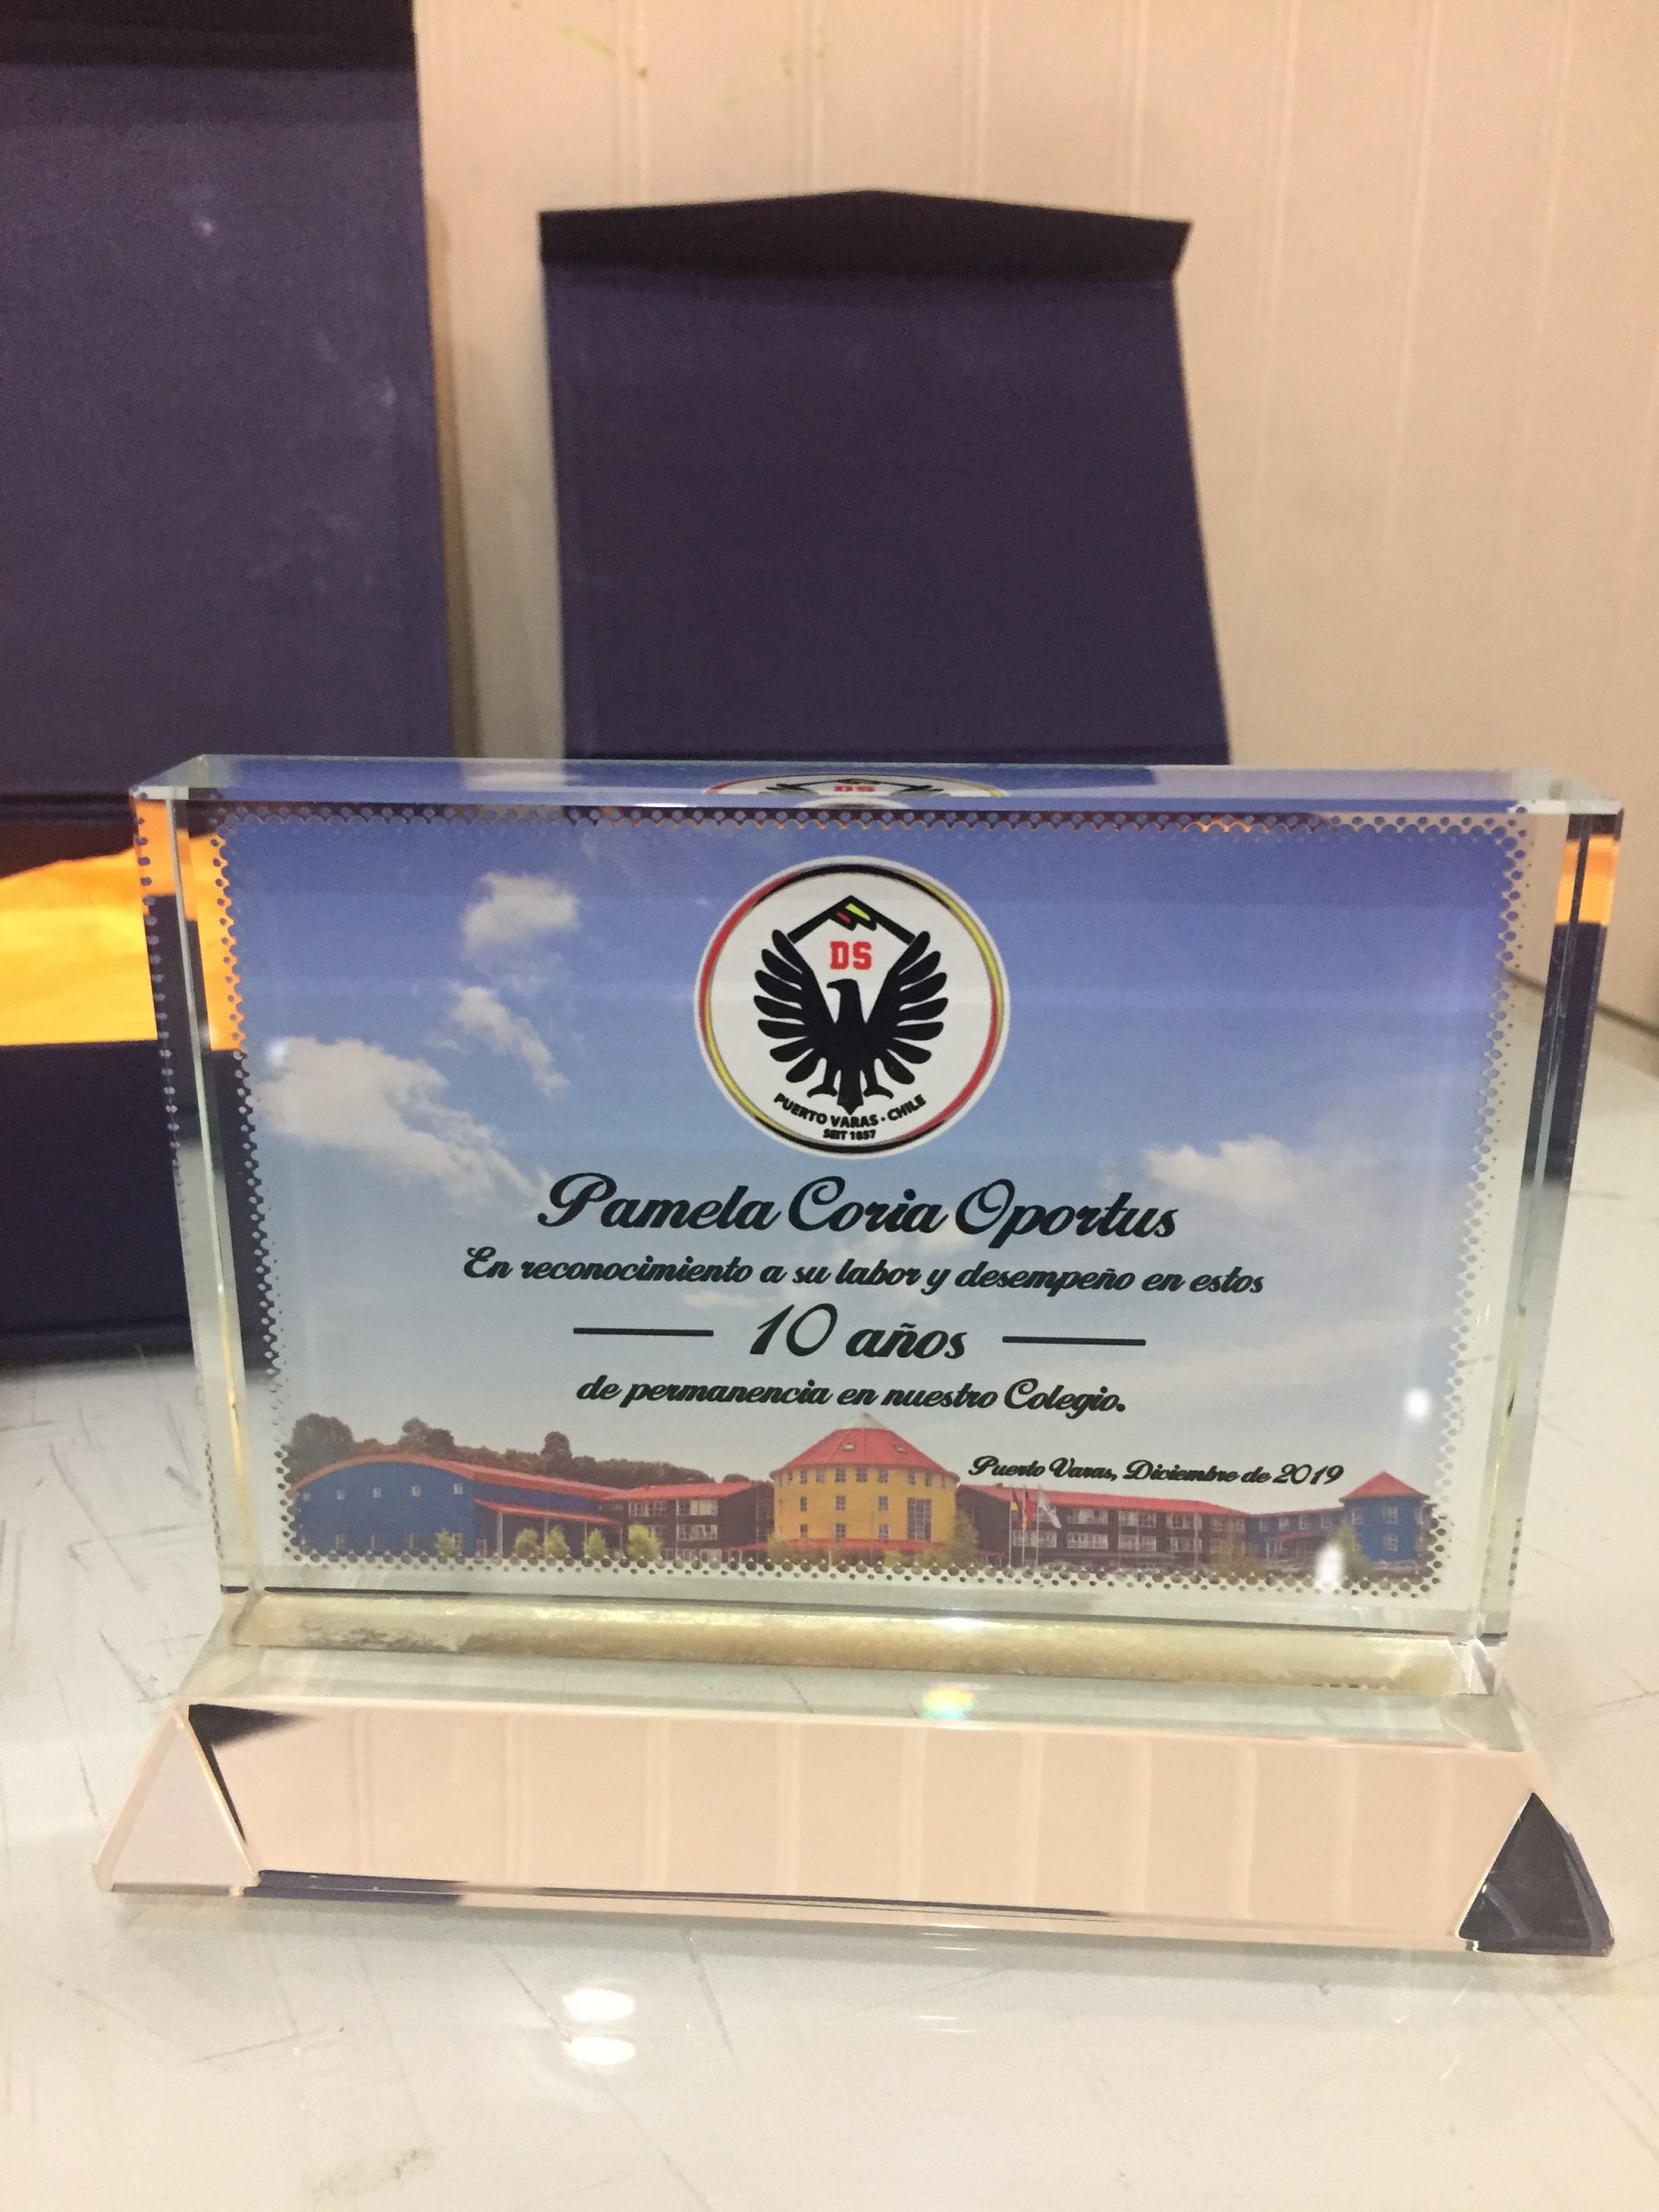 DS
PUERTO VARAS · CHILE
SEIT 1857
Pamela Coria Oportus
En reconocimiento a su labor y desempeño en estos
10 años
de permanencia en nuestro Colegio.
Puerto Varas, Diciembre de 2019